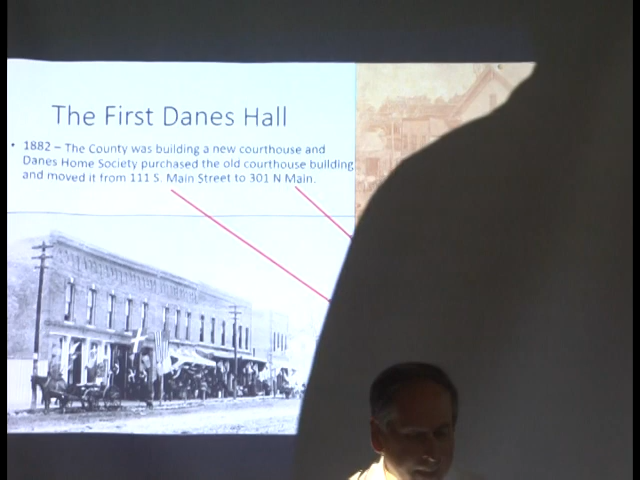 The First Danes Hall
• 1882 – The County was building a new courthouse and
Danes Home Society purchased the old courthouse building
and moved it from 111 S. Main Street to 301 N Main.